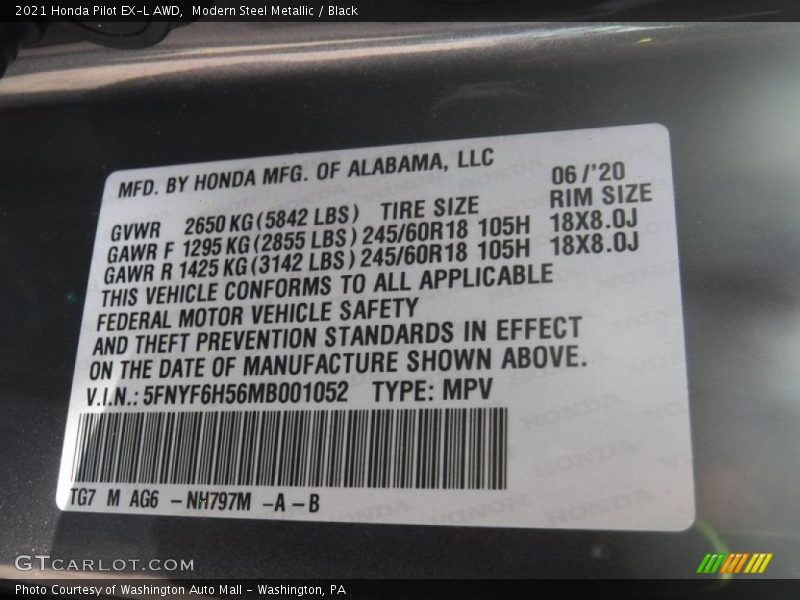 2021 Honda Pilot EX-L AWD, Modern Steel Metallic / Black
MFD. BY HONDA MFG. OF ALABAMA, LLC 06/'20
GVWR 2650 KG (5842 LBS) TIRE SIZE RIM SIZE
GAWR F 1295 KG (2855 LBS) 245/60R18 105H 18X8.0J
GAWR R 1425 KG (3142 LBS) 245/60R18 105H 18X8.0J
THIS VEHICLE CONFORMS TO ALL APPLICABLE
FEDERAL MOTOR VEHICLE SAFETY
AND THEFT PREVENTION STANDARDS IN EFFECT
ON THE DATE OF MANUFACTURE SHOWN ABOVE.
V.I.N.: 5FNYF6H56MB001052 TYPE: MPV
TG7 M AG6 -NH797M -A-B
GTCARLOT.COM
Photo Courtesy of Washington Auto Mall - Washington, PA